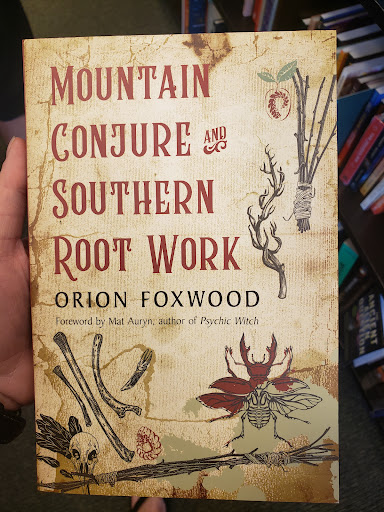 MOUNTAIN
CONJURE AND
SOUTHERN
ROOT WORK
ORION FOXWOOD
Foreword by Mat Auryn, author of Psychic Witch